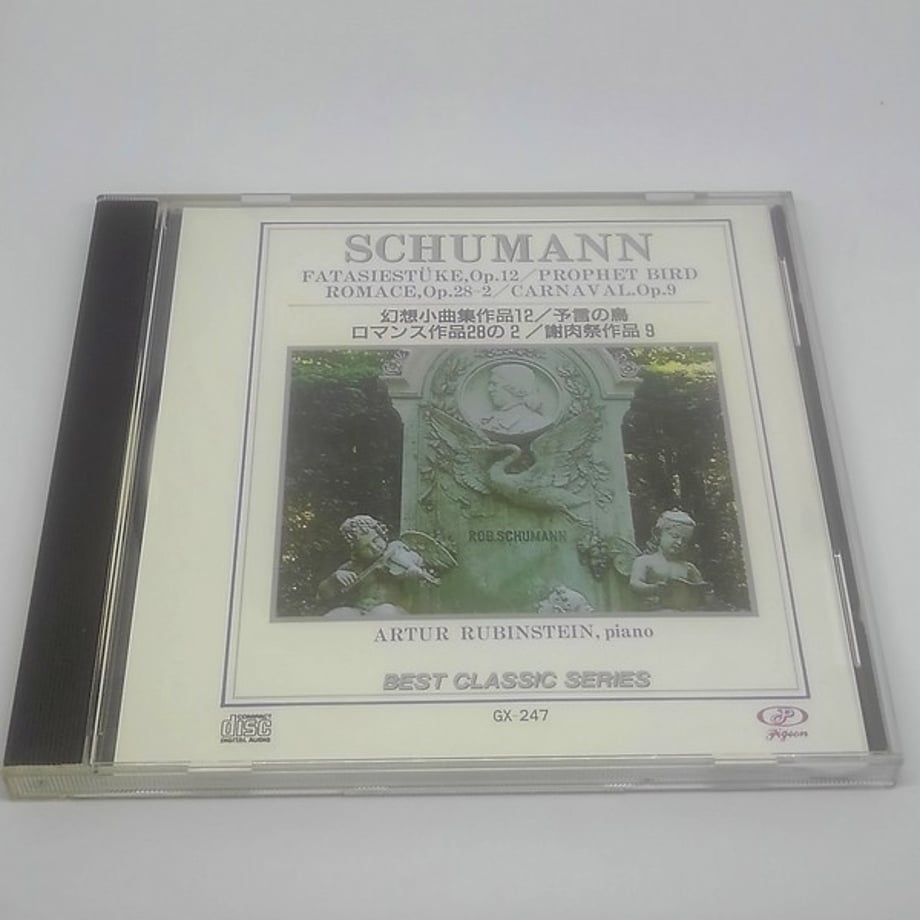 SCHUMANN
FATASIESTÜKE,Op.12/PROPHET BIRD
ROMACE,Op.28-2/CARNAVAL.Op.9
幻想小曲集作品12/予言の鳥
ロマンス作品28の2/謝肉祭作品9
ROB.SCHUMANN
ARTUR RUBINSTEIN, piano
BEST CLASSIC SERIES
COMPACT
disc
DIGITAL AUDIO
GX-247
Pigeon